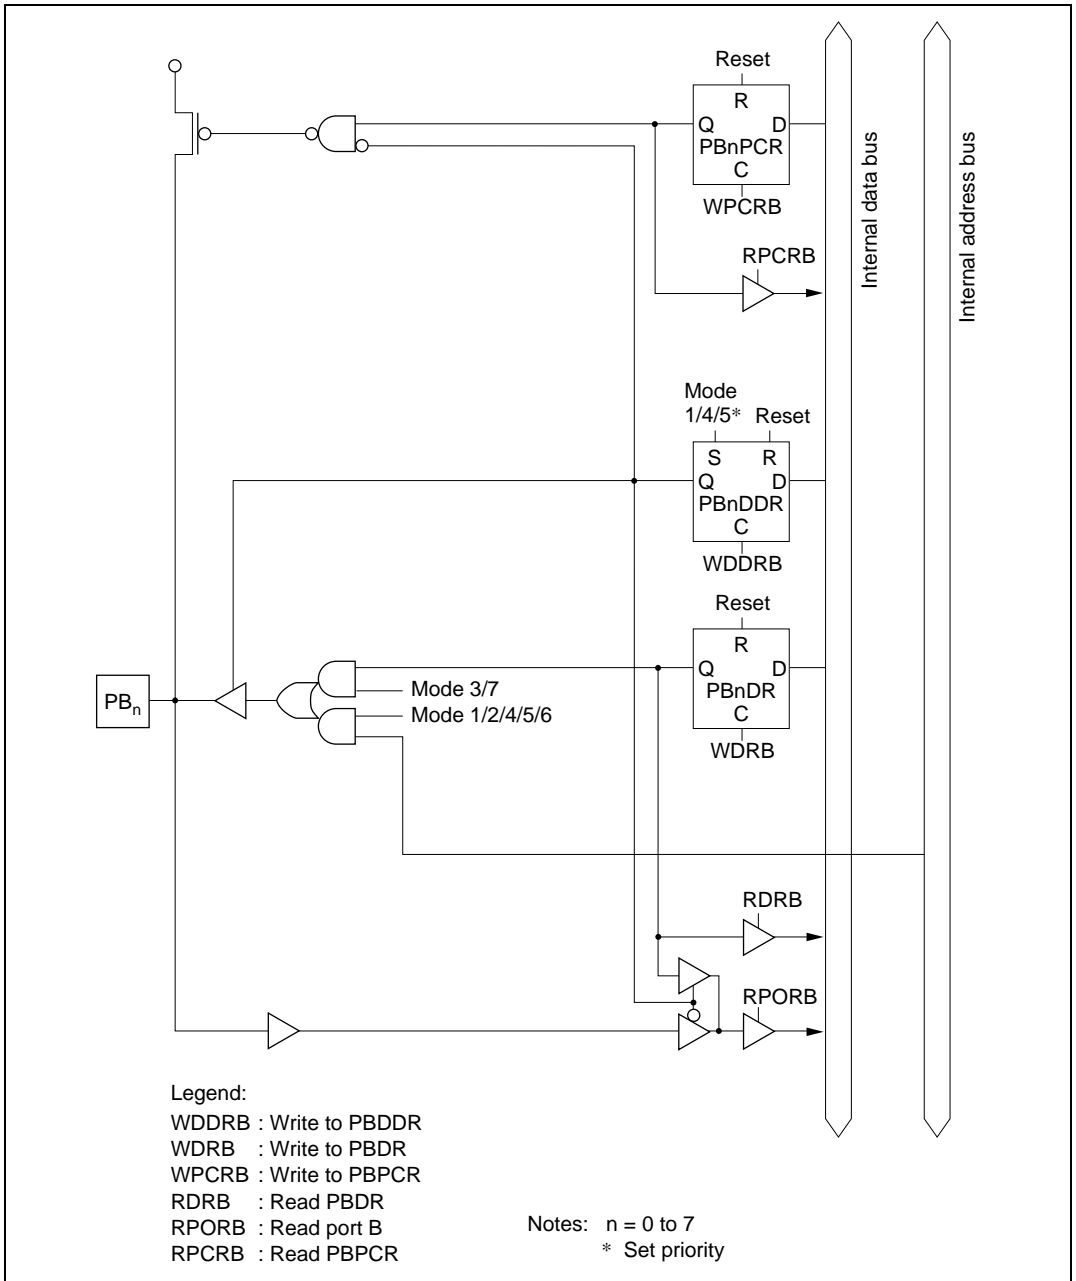 Reset
R
Q D
PBnPCR
C
WPCRB
Internal data bus
Internal address bus
RPCRB
Mode
1/4/5* Reset
S R
Q D
PBnDDR
C
WDDRB
Reset
R
Q D
PBnDR
C
WDRB
PBn
Mode 3/7
Mode 1/2/4/5/6
RDRB
RPORB
Legend:
WDDRB : Write to PBDDR
WDRB : Write to PBDR
WPCRB : Write to PBPCR
RDRB : Read PBDR
RPORB : Read port B
RPCRB : Read PBPCR
Notes: n = 0 to 7
* Set priority